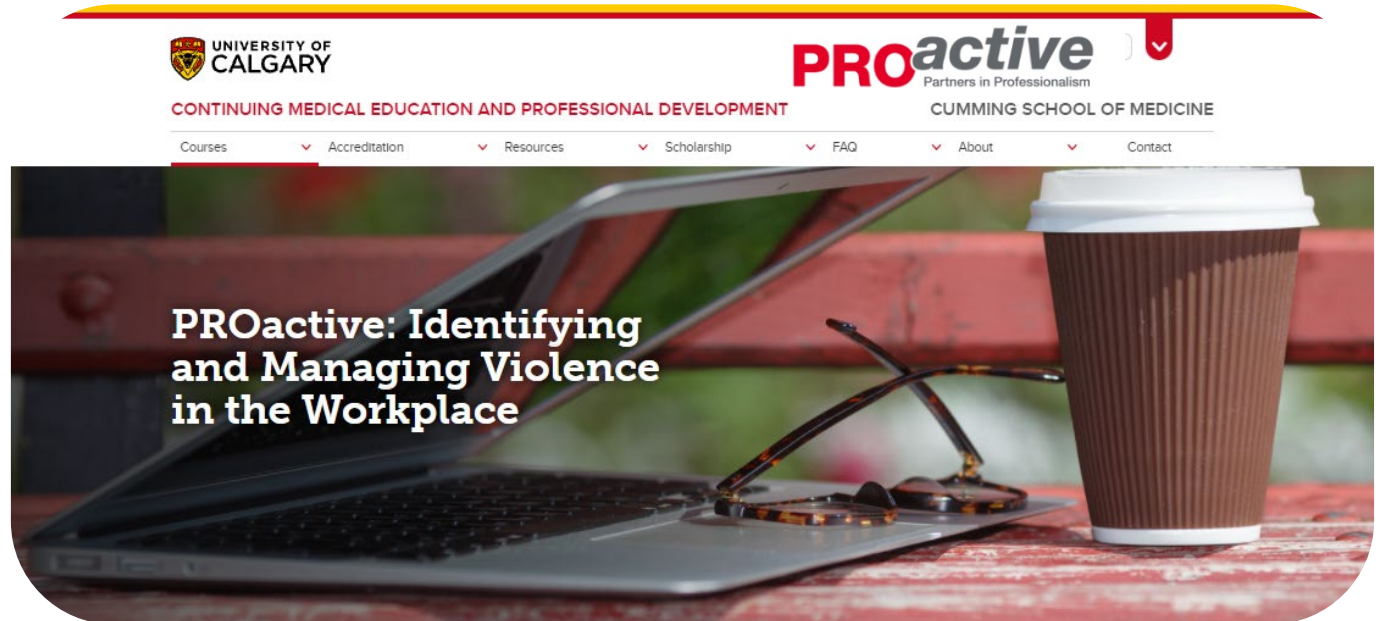 UNIVERSITY OF
CALGARY
PROactive
Partners in Professionalism
CONTINUING MEDICAL EDUCATION AND PROFESSIONAL DEVELOPMENT
CUMMING SCHOOL OF MEDICINE
Courses
Accreditation
Resources
Scholarship
FAQ
About
Contact
PROactive: Identifying
and Managing Violence
in the Workplace